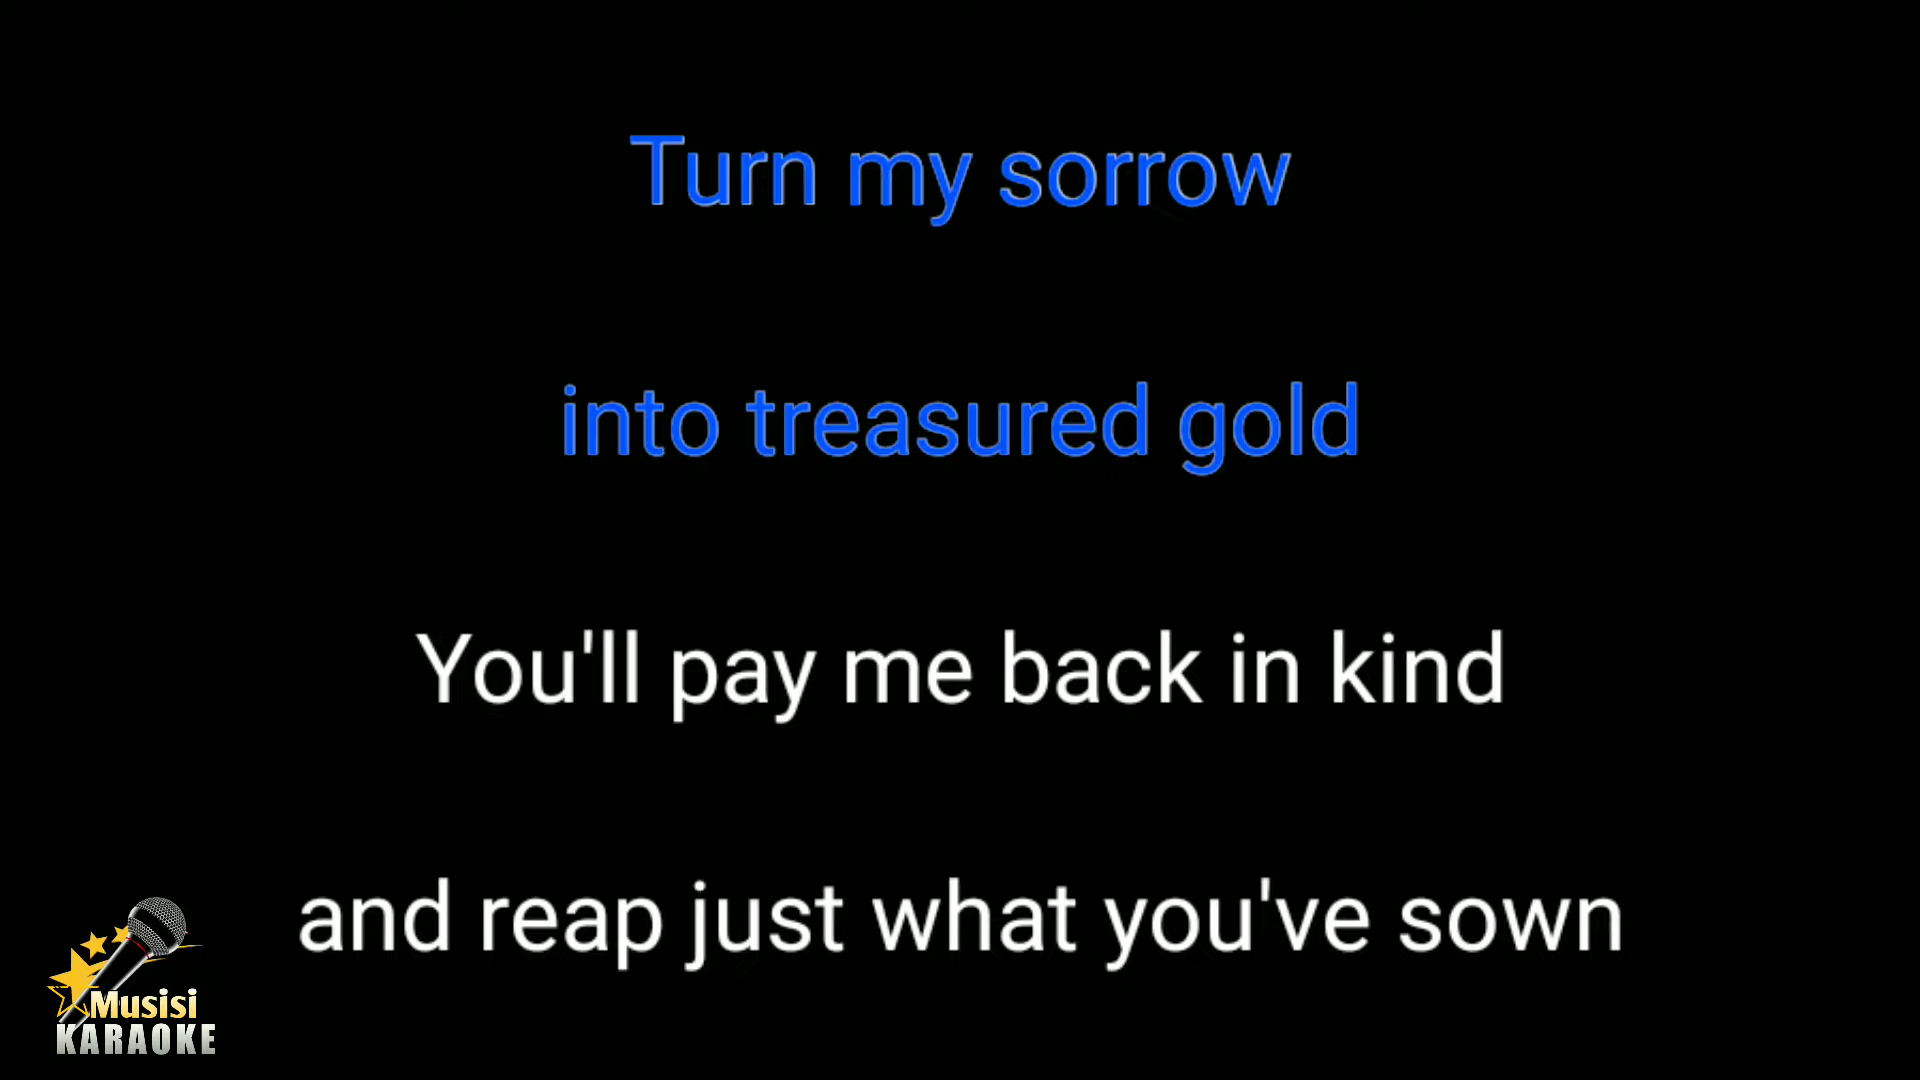 Turn my sorrow
into treasured gold
You'll pay me back in kind
and reap just what you've sown
Musisi
KARAOKE